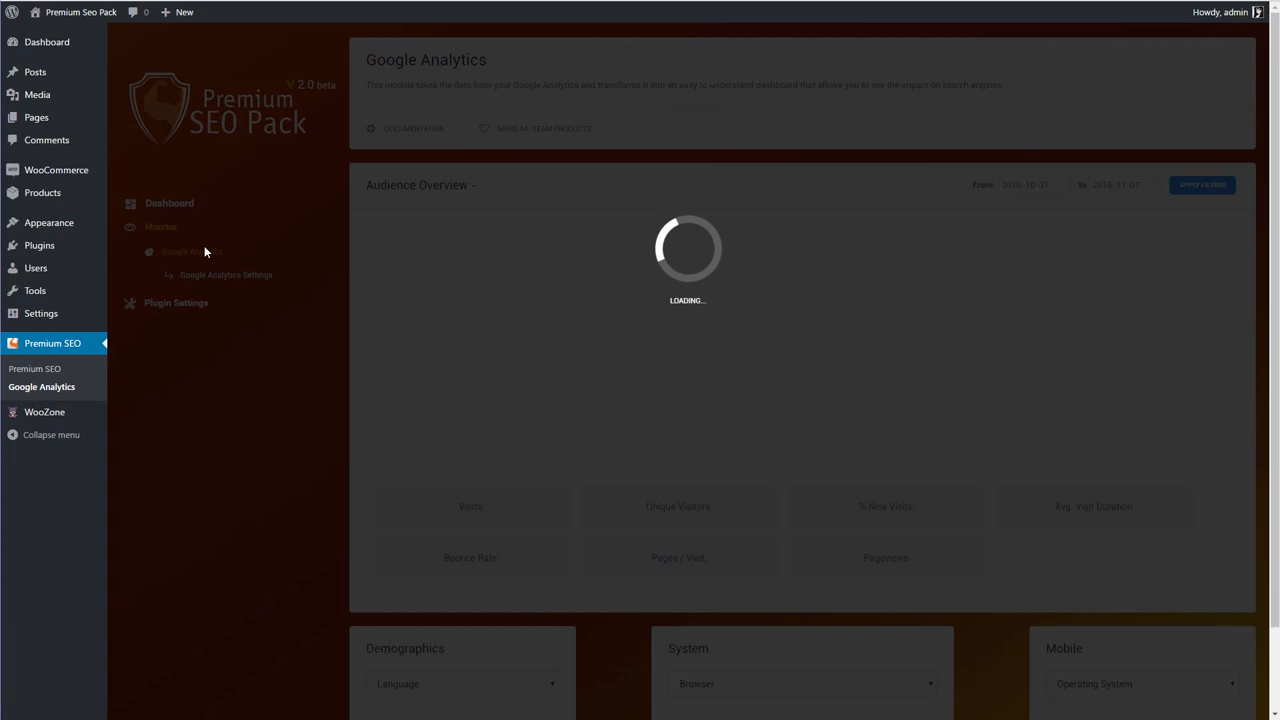 Premium Seo Pack
0
New
Howdy, admin
Dashboard
Posts
Media
Pages
Comments
WooCommerce
Products
Appearance
Plugins
Users
Tools
Settings
Premium SEO
Premium SEO
Google Analytics
WooZone
Collapse menu
V 2.0 beta
Premium
SEO Pack
Dashboard
Monitor
Google Analytics
Google Analytics Settings
Plugin Settings
Google Analytics
This module takes the data from your Google Analytics and transforms it into an easy to understend dashboard that allows you to see the impact on search engines
DOCUMENTATION
MORE AA-TEAM PRODUCTS
Audience Overview -
From: 2016-10-31 to: 2016-11-07 APPLY FILTERS
LOADING...
Visits:
Unique Visitors:
% New Visits:
Avg. Visit Duration:
Bounce Rate:
Pages / Visit:
Pageviews:
Demographics
Language
System
Browser
Mobile
Operating System